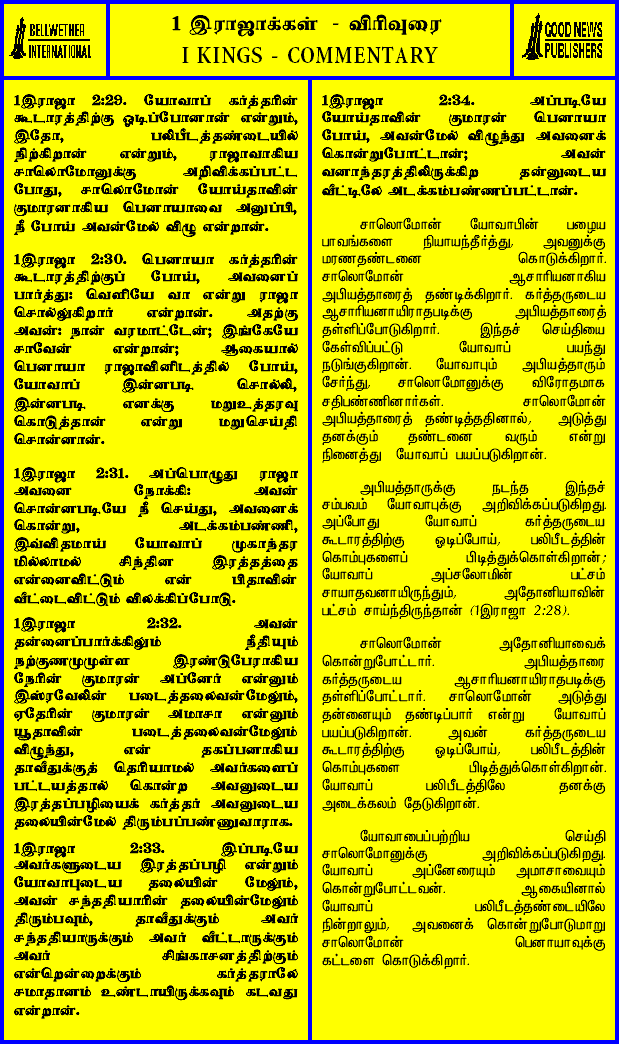 BELLWETHER
INTERNATIONAL
1 இராஜாக்கள் - விரிவுரை
I KINGS - COMMENTARY
GOOD NEWS
PUBLISHERS
1இராஜா 2:29. யோவாப் கர்த்தரின்
கூடாரத்திற்கு ஓடிப்போனான் என்றும்,
இதோ, பலிபீடத்தண்டையில்
நிற்கிறான் என்றும், ராஜாவாகிய
சாலொமோனுக்கு அறிவிக்கப்பட்ட
போது, சாலொமோன் யோய்தாவின்
குமாரனாகிய பெனாயாவை அனுப்பி,
நீ போய் அவன்மேல் விழு என்றான்.
1இராஜா 2:30. பெனாயா கர்த்தரின்
கூடாரத்திற்குப் போய், அவனைப்
பார்த்து: வெளியே வா என்று ராஜா
சொல்லுகிறார் என்றான். அதற்கு
அவன்: நான் வரமாட்டேன்; இங்கேயே
சாவேன் என்றான்; ஆகையால்
பெனாயா ராஜாவினிடத்தில் போய்,
யோவாப் இன்னபடி சொல்லி,
இன்னபடி எனக்கு மறுஉத்தரவு
கொடுத்தான் என்று மறுசெய்தி
சொன்னான்.
1இராஜா 2:31. அப்பொழுது ராஜா
அவனை நோக்கி: அவன்
சொன்னபடியே நீ செய்து, அவனைக்
கொன்று, அடக்கம்பண்ணி,
இவ்விதமாய் யோவாப் முகாந்தர
மில்லாமல் சிந்தின இரத்தத்தை
என்னைவிட்டும் என் பிதாவின்
வீட்டைவிட்டும் விலக்கிப்போடு.
1இராஜா 2:32. அவன்
தன்னைப்பார்க்கிலும் நீதியும்
நற்குணமுமுள்ள இரண்டுபேராகிய
நேரின் குமாரன் அப்னேர் என்னும்
இஸ்ரவேலின் படைத்தலைவன்மேலும்,
ஏதேரின் குமாரன் அமாசா என்னும்
யூதாவின் படைத்தலைவன்மேலும்
விழுந்து, என் தகப்பனாகிய
தாவீதுக்குத் தெரியாமல் அவர்களைப்
பட்டயத்தால் கொன்ற அவனுடைய
இரத்தப்பழியைக் கர்த்தர் அவனுடைய
தலையின்மேல் திரும்பப்பண்ணுவாராக.
1இராஜா 2:33. இப்படியே
அவர்களுடைய இரத்தப்பழி என்றும்
யோவாபுடைய தலையின் மேலும்,
அவன் சந்ததியாரின் தலையின்மேலும்
திரும்பவும், தாவீதுக்கும் அவர்
சந்ததியாருக்கும் அவர் வீட்டாருக்கும்
அவர் சிங்காசனத்திற்கும்
என்றென்றைக்கும் கர்த்தராலே
சமாதானம் உண்டாயிருக்கவும் கடவது
என்றான்.
1இராஜா 2:34. அப்படியே
யோய்தாவின் குமாரன் பெனாயா
போய், அவன்மேல் விழுந்து அவனைக்
கொன்றுபோட்டான்; அவன்
வனாந்தரத்திலிருக்கிற தன்னுடைய
வீட்டிலே அடக்கம்பண்ணப்பட்டான்.
சாலொமோன் யோவாபின் பழைய
பாவங்களை நியாயந்தீர்த்து, அவனுக்கு
மரணதண்டனை கொடுக்கிறார்.
சாலொமோன் ஆசாரியனாகிய
அபியத்தாரைத் தண்டிக்கிறார். கர்த்தருடைய
ஆசாரியனாயிராதபடிக்கு அபியத்தாரைத்
தள்ளிப்போடுகிறார். இந்தச் செய்தியை
கேள்விப்பட்டு யோவாப் பயந்து
நடுங்குகிறான். யோவாபும் அபியத்தாரும்
சேர்ந்து, சாலொமோனுக்கு விரோதமாக
சதிபண்ணினார்கள். சாலொமோன்
அபியத்தாரைத் தண்டித்ததினால், அடுத்து
தனக்கும் தண்டனை வரும் என்று
நினைத்து யோவாப் பயப்படுகிறான்.
அபியத்தாருக்கு நடந்த இந்தச்
சம்பவம் யோவாபுக்கு அறிவிக்கப்படுகிறது.
அப்போது யோவாப் கர்த்தருடைய
கூடாரத்திற்கு ஓடிப்போய், பலிபீடத்தின்
கொம்புகளைப் பிடித்துக்கொள்கிறான்;
யோவாப் அப்சலோமின் பட்சம்
சாயாதவனாயிருந்தும், அதோனியாவின்
பட்சம் சாய்ந்திருந்தான் (1இராஜா 2:28).
சாலொமோன் அதோனியாவைக்
கொன்றுபோட்டார். அபியத்தாரை
கர்த்தருடைய ஆசாரியனாயிராதபடிக்கு
தள்ளிப்போட்டார். சாலொமோன் அடுத்து
தன்னையும் தண்டிப்பார் என்று யோவாப்
பயப்படுகிறான். அவன் கர்த்தருடைய
கூடாரத்திற்கு ஓடிப்போய், பலிபீடத்தின்
கொம்புகளை பிடித்துக்கொள்கிறான்.
யோவாப் பலிபீடத்திலே தனக்கு
அடைக்கலம் தேடுகிறான்.
யோவாபைப்பற்றிய செய்தி
சாலொமோனுக்கு அறிவிக்கப்படுகிறது.
யோவாப் அப்னேரையும் அமாசாவையும்
கொன்றுபோட்டவன். ஆகையினால்
யோவாப் பலிபீடத்தண்டையிலே
நின்றாலும், அவனைக் கொன்றுபோடுமாறு
சாலொமோன் பெனாயாவுக்கு
கட்டளை கொடுக்கிறார்.